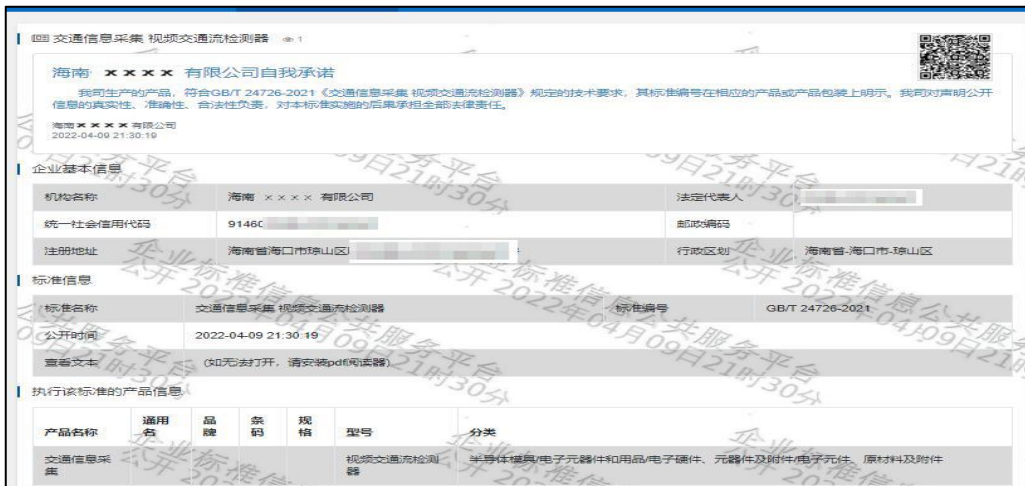 交通信息采集 视频交通流检测器 1
海南 ×××× 有限公司自我承诺
我司生产的产品，符合GB/T 24726-2021《交通信息采集 视频交通流检测器》规定的技术要求，其标准编号在相应的产品或产品包装上明示。我司对声明公开
信息的真实性、准确性、合法性负责，对本标准实施的后果承担全部法律责任。
海南××××有限公司
2022-04-09 21:30:19
企业基本信息
机构名称 海南 ×××× 有限公司 法定代表人
统一社会信用代码 9146 邮政编码
注册地址 海南省海口市琼山区 行政区划 海南省-海口市-琼山区
标准信息
标准名称 交通信息采集 视频交通流检测器 标准编号 GB/T 24726-2021
公开时间 2022-04-09 21:30:19
查看文本 (如无法打开，请安装pdf阅读器)
执行该标准的产品信息
产品名称 通用名 品牌 条码 规格 型号 分类
交通信息采集 视频交通流检测器 半导体模具/电子元器件和用品/电子硬件、元器件及附件/电子元件、原材料及附件
企业标准信息公共服务平台
公开2022年04月09日21时30分